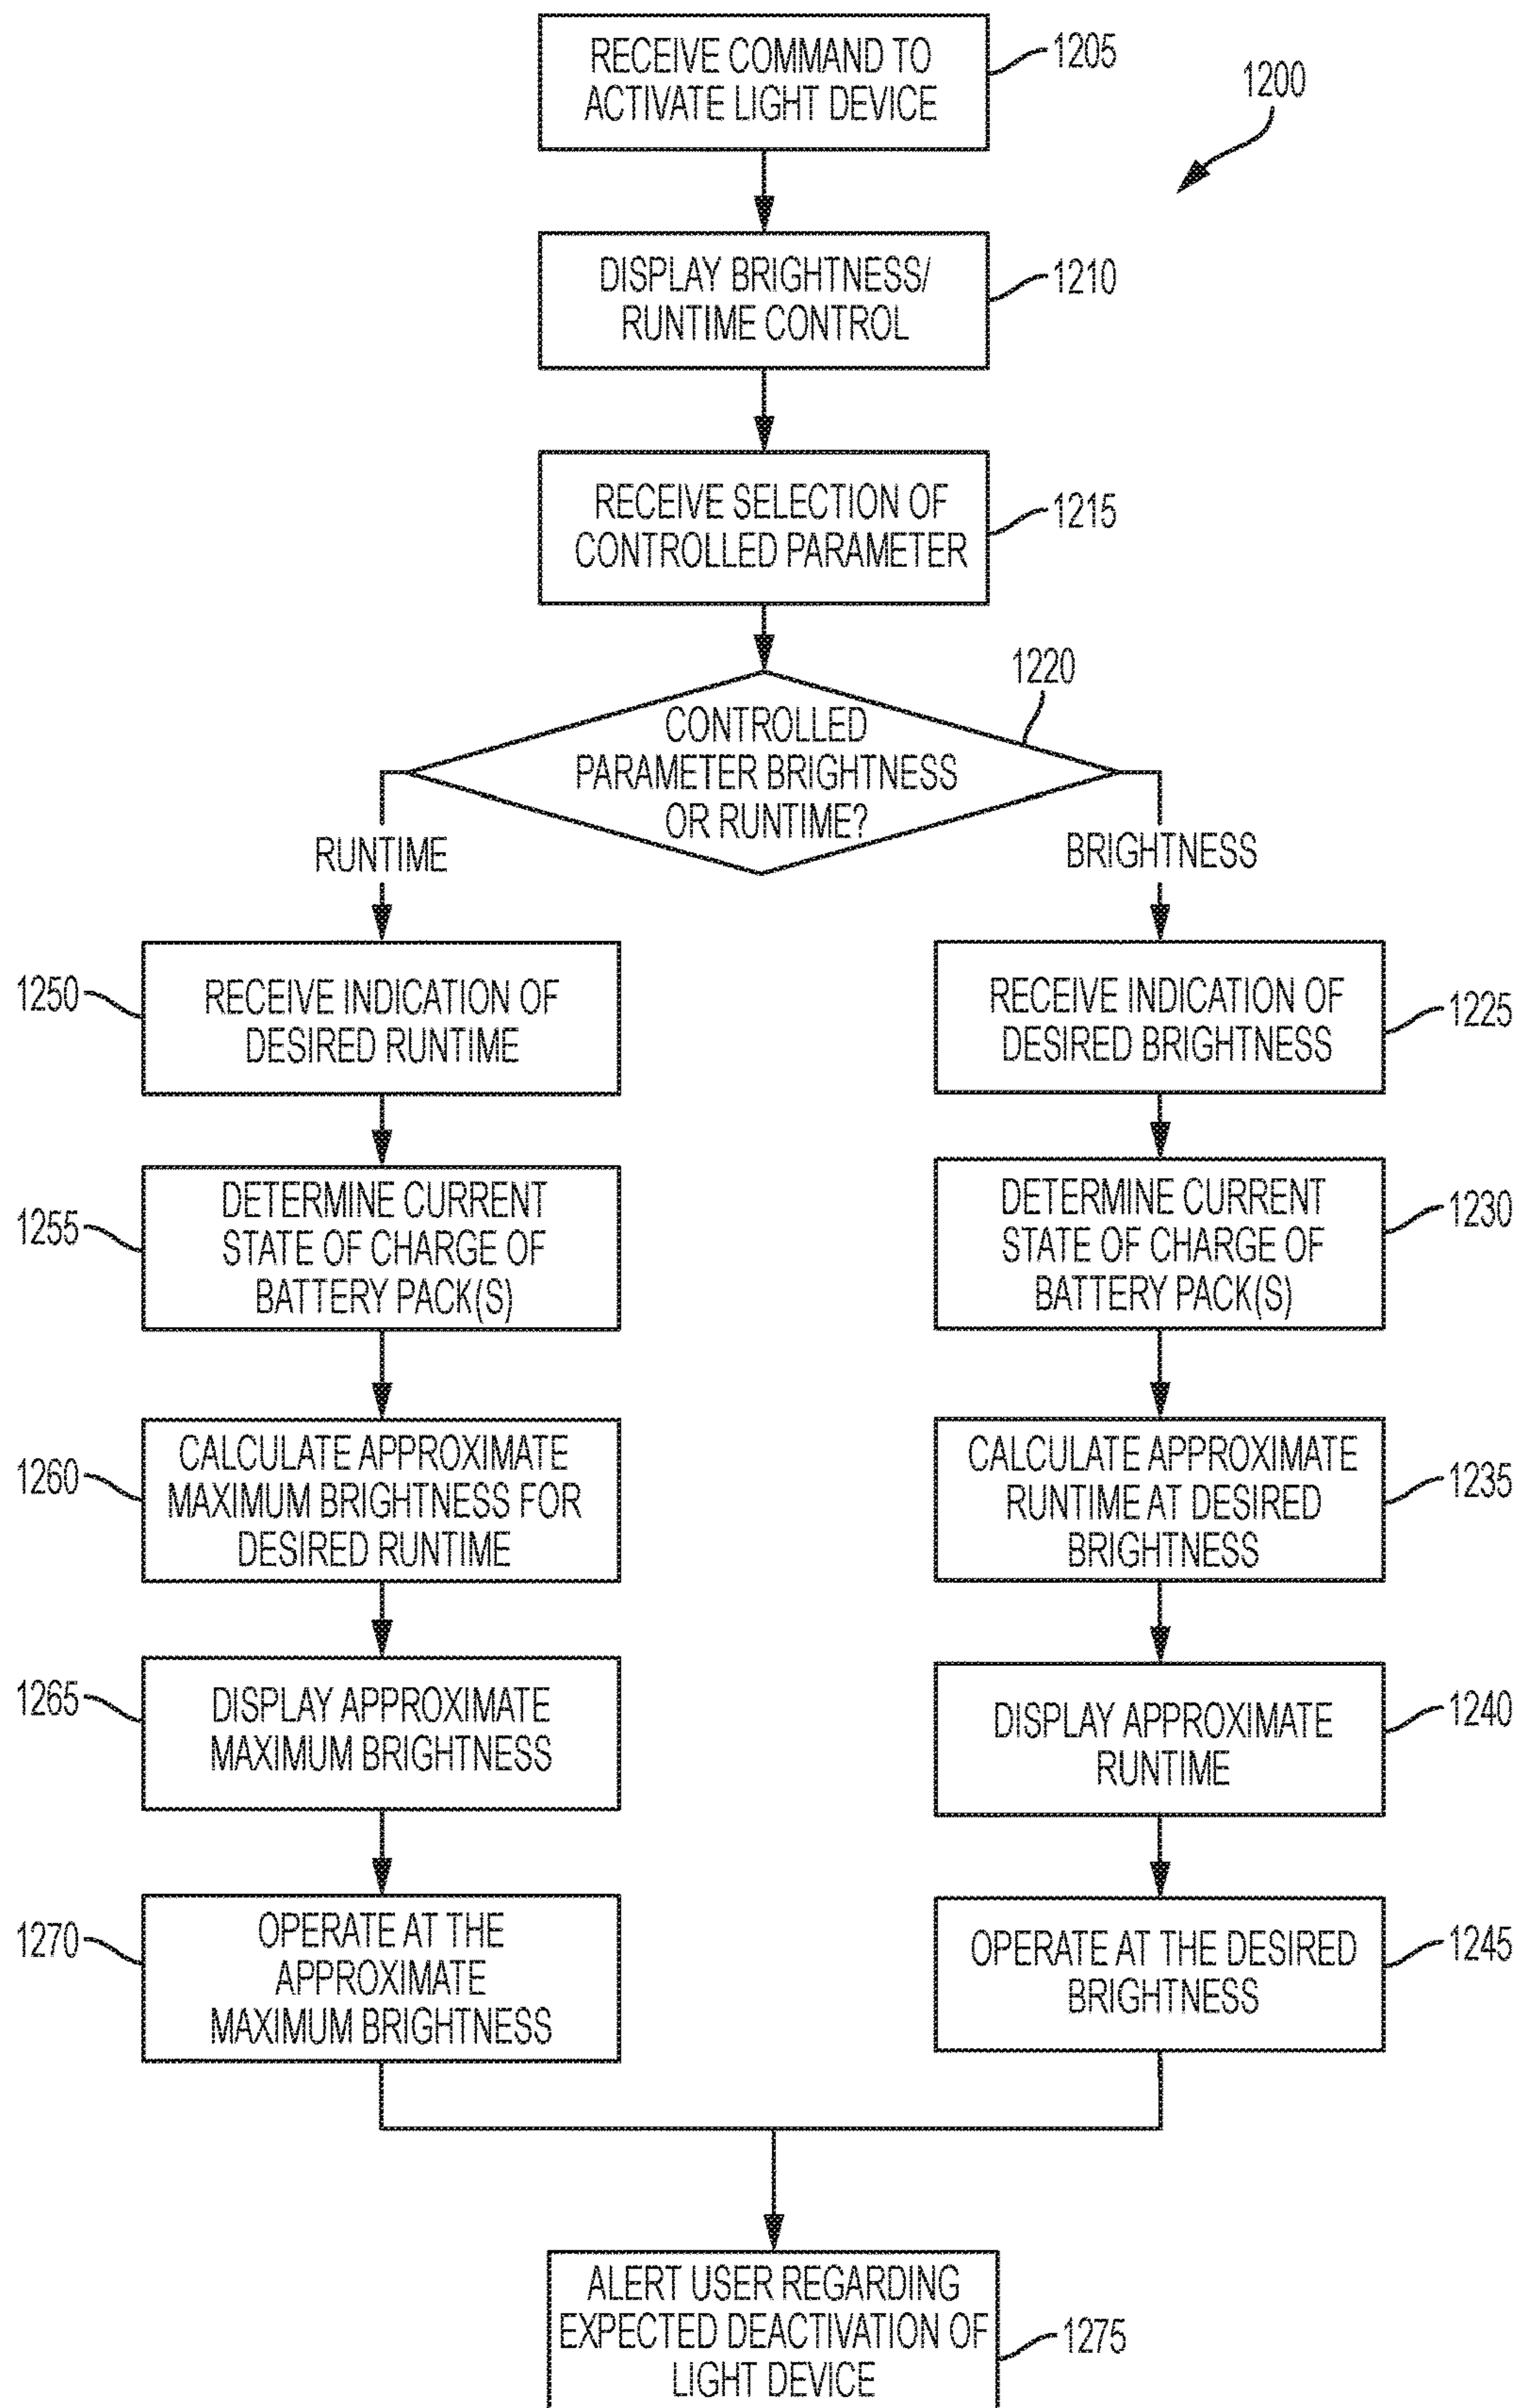 RECEIVE COMMAND TO
ACTIVATE LIGHT DEVICE
1205
1200
DISPLAY BRIGHTNESS/
RUNTIME CONTROL
1210
RECEIVE SELECTION OF
CONTROLLED PARAMETER
1215
1220
CONTROLLED
PARAMETER BRIGHTNESS
OR RUNTIME?
RUNTIME
BRIGHTNESS
1250
RECEIVE INDICATION OF
DESIRED RUNTIME
RECEIVE INDICATION OF
DESIRED BRIGHTNESS
1225
1255
DETERMINE CURRENT
STATE OF CHARGE OF
BATTERY PACK(S)
DETERMINE CURRENT
STATE OF CHARGE OF
BATTERY PACK(S)
1230
1260
CALCULATE APPROXIMATE
MAXIMUM BRIGHTNESS FOR
DESIRED RUNTIME
CALCULATE APPROXIMATE
RUNTIME AT DESIRED
BRIGHTNESS
1235
1265
DISPLAY APPROXIMATE
MAXIMUM BRIGHTNESS
DISPLAY APPROXIMATE
RUNTIME
1240
1270
OPERATE AT THE
APPROXIMATE
MAXIMUM BRIGHTNESS
OPERATE AT THE DESIRED
BRIGHTNESS
1245
ALERT USER REGARDING
EXPECTED DEACTIVATION OF
LIGHT DEVICE
1275